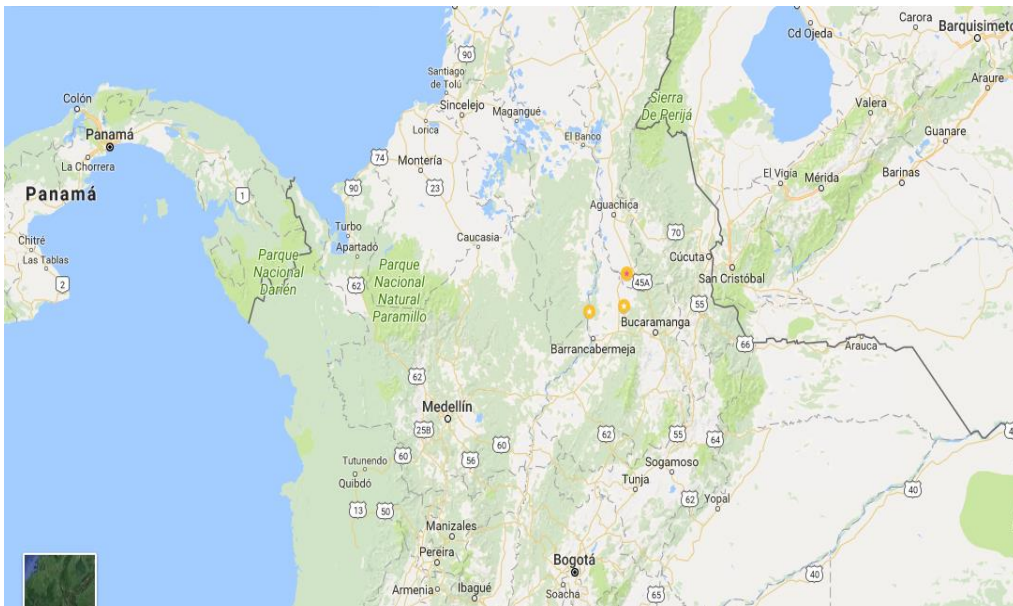 Cd Ojeda
Carora
Barquisimeto
90
Santiago
de Tolú
Sincelejo
Magangué
Sierra
De Perijá
Valera
Araure
Colón
Panamá
La Chorrera
Lorica
El Banco
Guanare
74
Montería
23
El Vigía
Mérida
Barinas
Panamá
1
90
Aguachica
Chitré
Las Tablas
2
Turbo
Apartadó
Caucasia
70
Cúcuta
San Cristóbal
Parque
Nacional
Darién
62
Parque
Nacional
Natural
Paramillo
45A
55
Bucaramanga
Barrancabermeja
66
Arauca
62
Medellín
25B
60
60
56
62
55
64
Tutunendo
Quibdó
Sogamoso
Tunja
62
Yopal
40
13
50
Manizales
Pereira
Armenia
Ibagué
Bogotá
Soacha
40
65